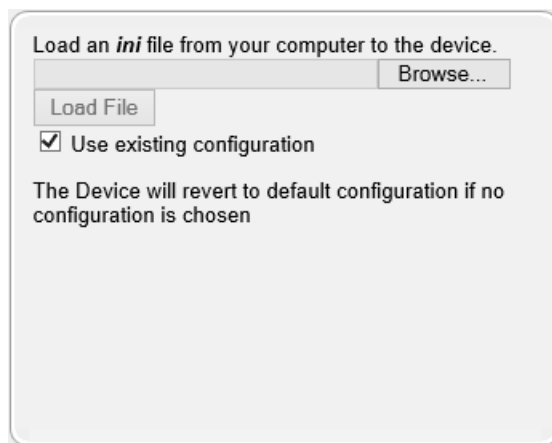 Load an ini file from your computer to the device.
Browse...
Load File
Use existing configuration
The Device will revert to default configuration if no
configuration is chosen